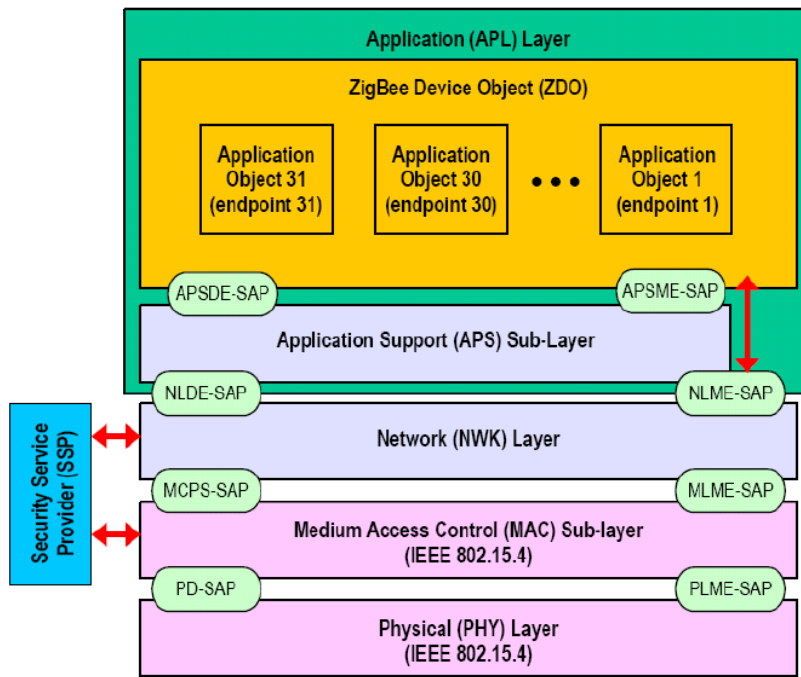 Application (APL) Layer
ZigBee Device Object (ZDO)
Application
Object 31
(endpoint 31)
Application
Object 30
(endpoint 30)
Application
Object 1
(endpoint 1)
APSDE-SAP
APSME-SAP
Application Support (APS) Sub-Layer
NLDE-SAP
NLME-SAP
Security Service
Provider (SSP)
Network (NWK) Layer
MCPS-SAP
MLME-SAP
Medium Access Control (MAC) Sub-layer
(IEEE 802.15.4)
PD-SAP
PLME-SAP
Physical (PHY) Layer
(IEEE 802.15.4)